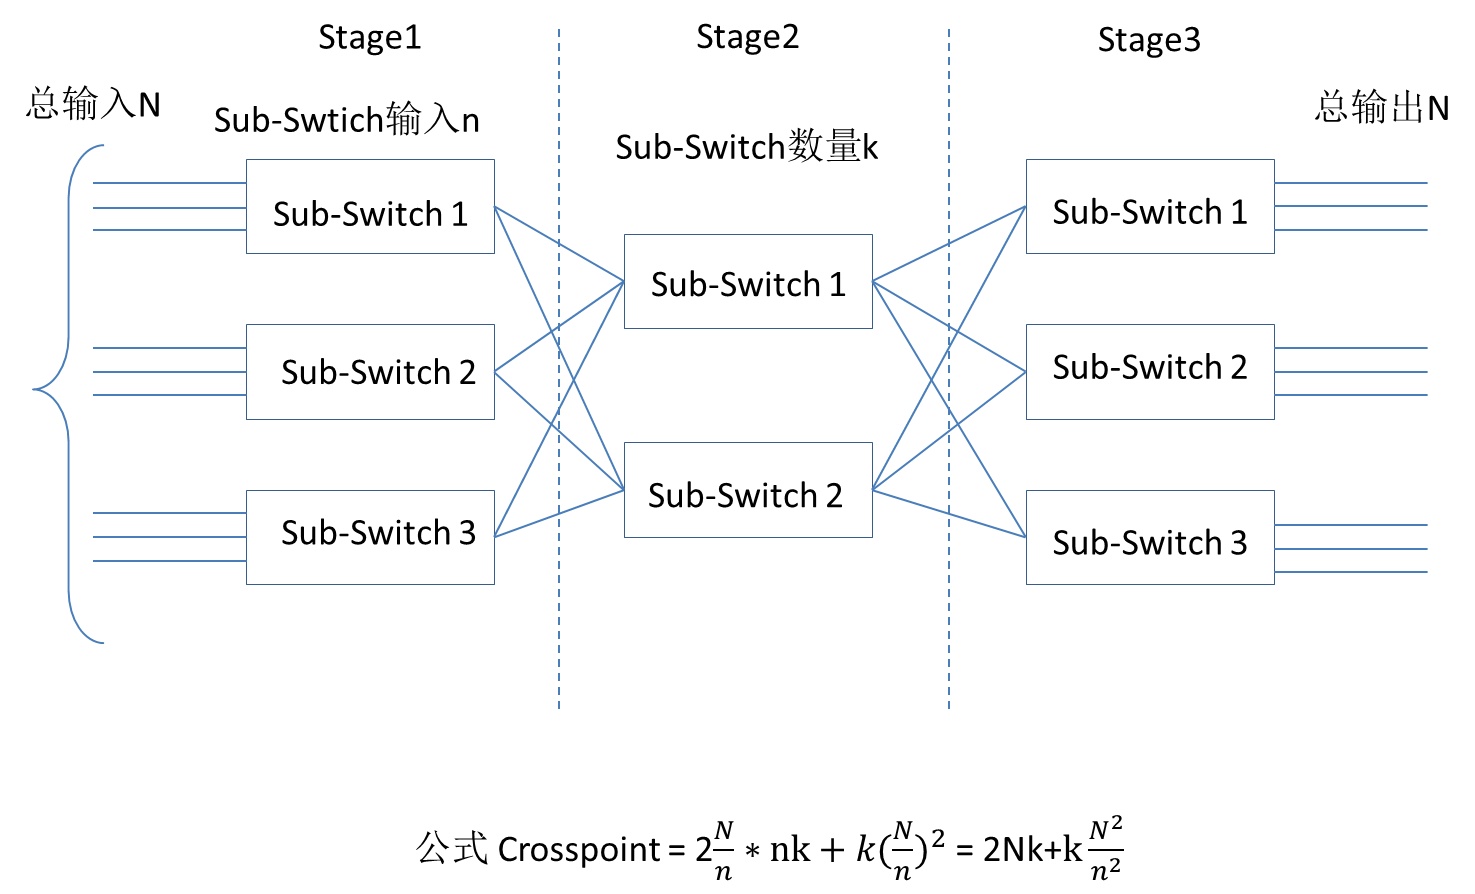 Stage1
Stage2
Stage3
总输入N
Sub-Swtich输入n
Sub-Switch数量k
总输出N
Sub-Switch 1
Sub-Switch 2
Sub-Switch 3
Sub-Switch 1
Sub-Switch 2
Sub-Switch 1
Sub-Switch 2
Sub-Switch 3
公式 Crosspoint = 2\frac{N}{n} * nk + k(\frac{N}{n})^2 = 2Nk+k\frac{N^2}{n^2}